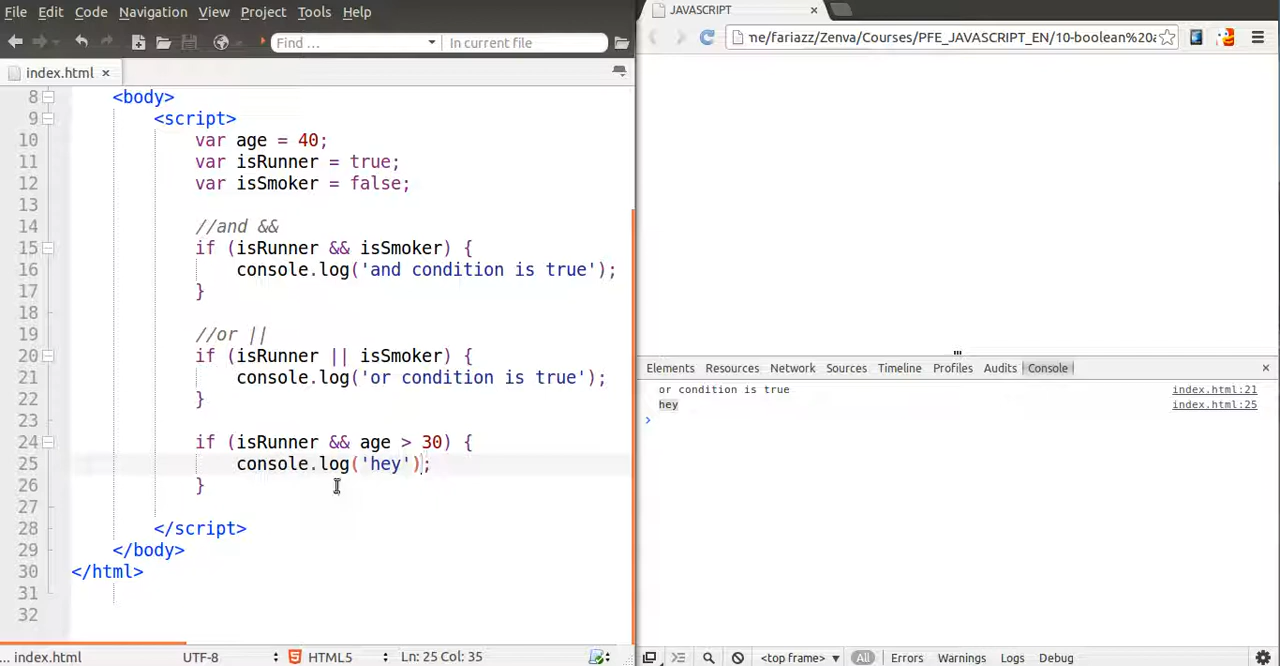 File Edit Code Navigation View Project Tools Help
Find ... In current file
index.html ×
8 <body>
9 <script>
10 var age = 40;
11 var isRunner = true;
12 var isSmoker = false;
13
14 //and &&
15 if (isRunner && isSmoker) {
16 console.log('and condition is true');
17 }
18
19 //or ||
20 if (isRunner || isSmoker) {
21 console.log('or condition is true');
22 }
23
24 if (isRunner && age > 30) {
25 console.log('hey');
26 }
27
28 </script>
29 </body>
30 </html>
31
32
... index.html UTF-8 HTML5 Ln: 25 Col: 35
JAVASCRIPT ×
me/fariazz/Zenva/Courses/PFE_JAVASCRIPT_EN/10-boolean%20a
Elements Resources Network Sources Timeline Profiles Audits Console ×
or condition is true index.html:21
hey index.html:25
>
<top frame> ▼ All Errors Warnings Logs Debug